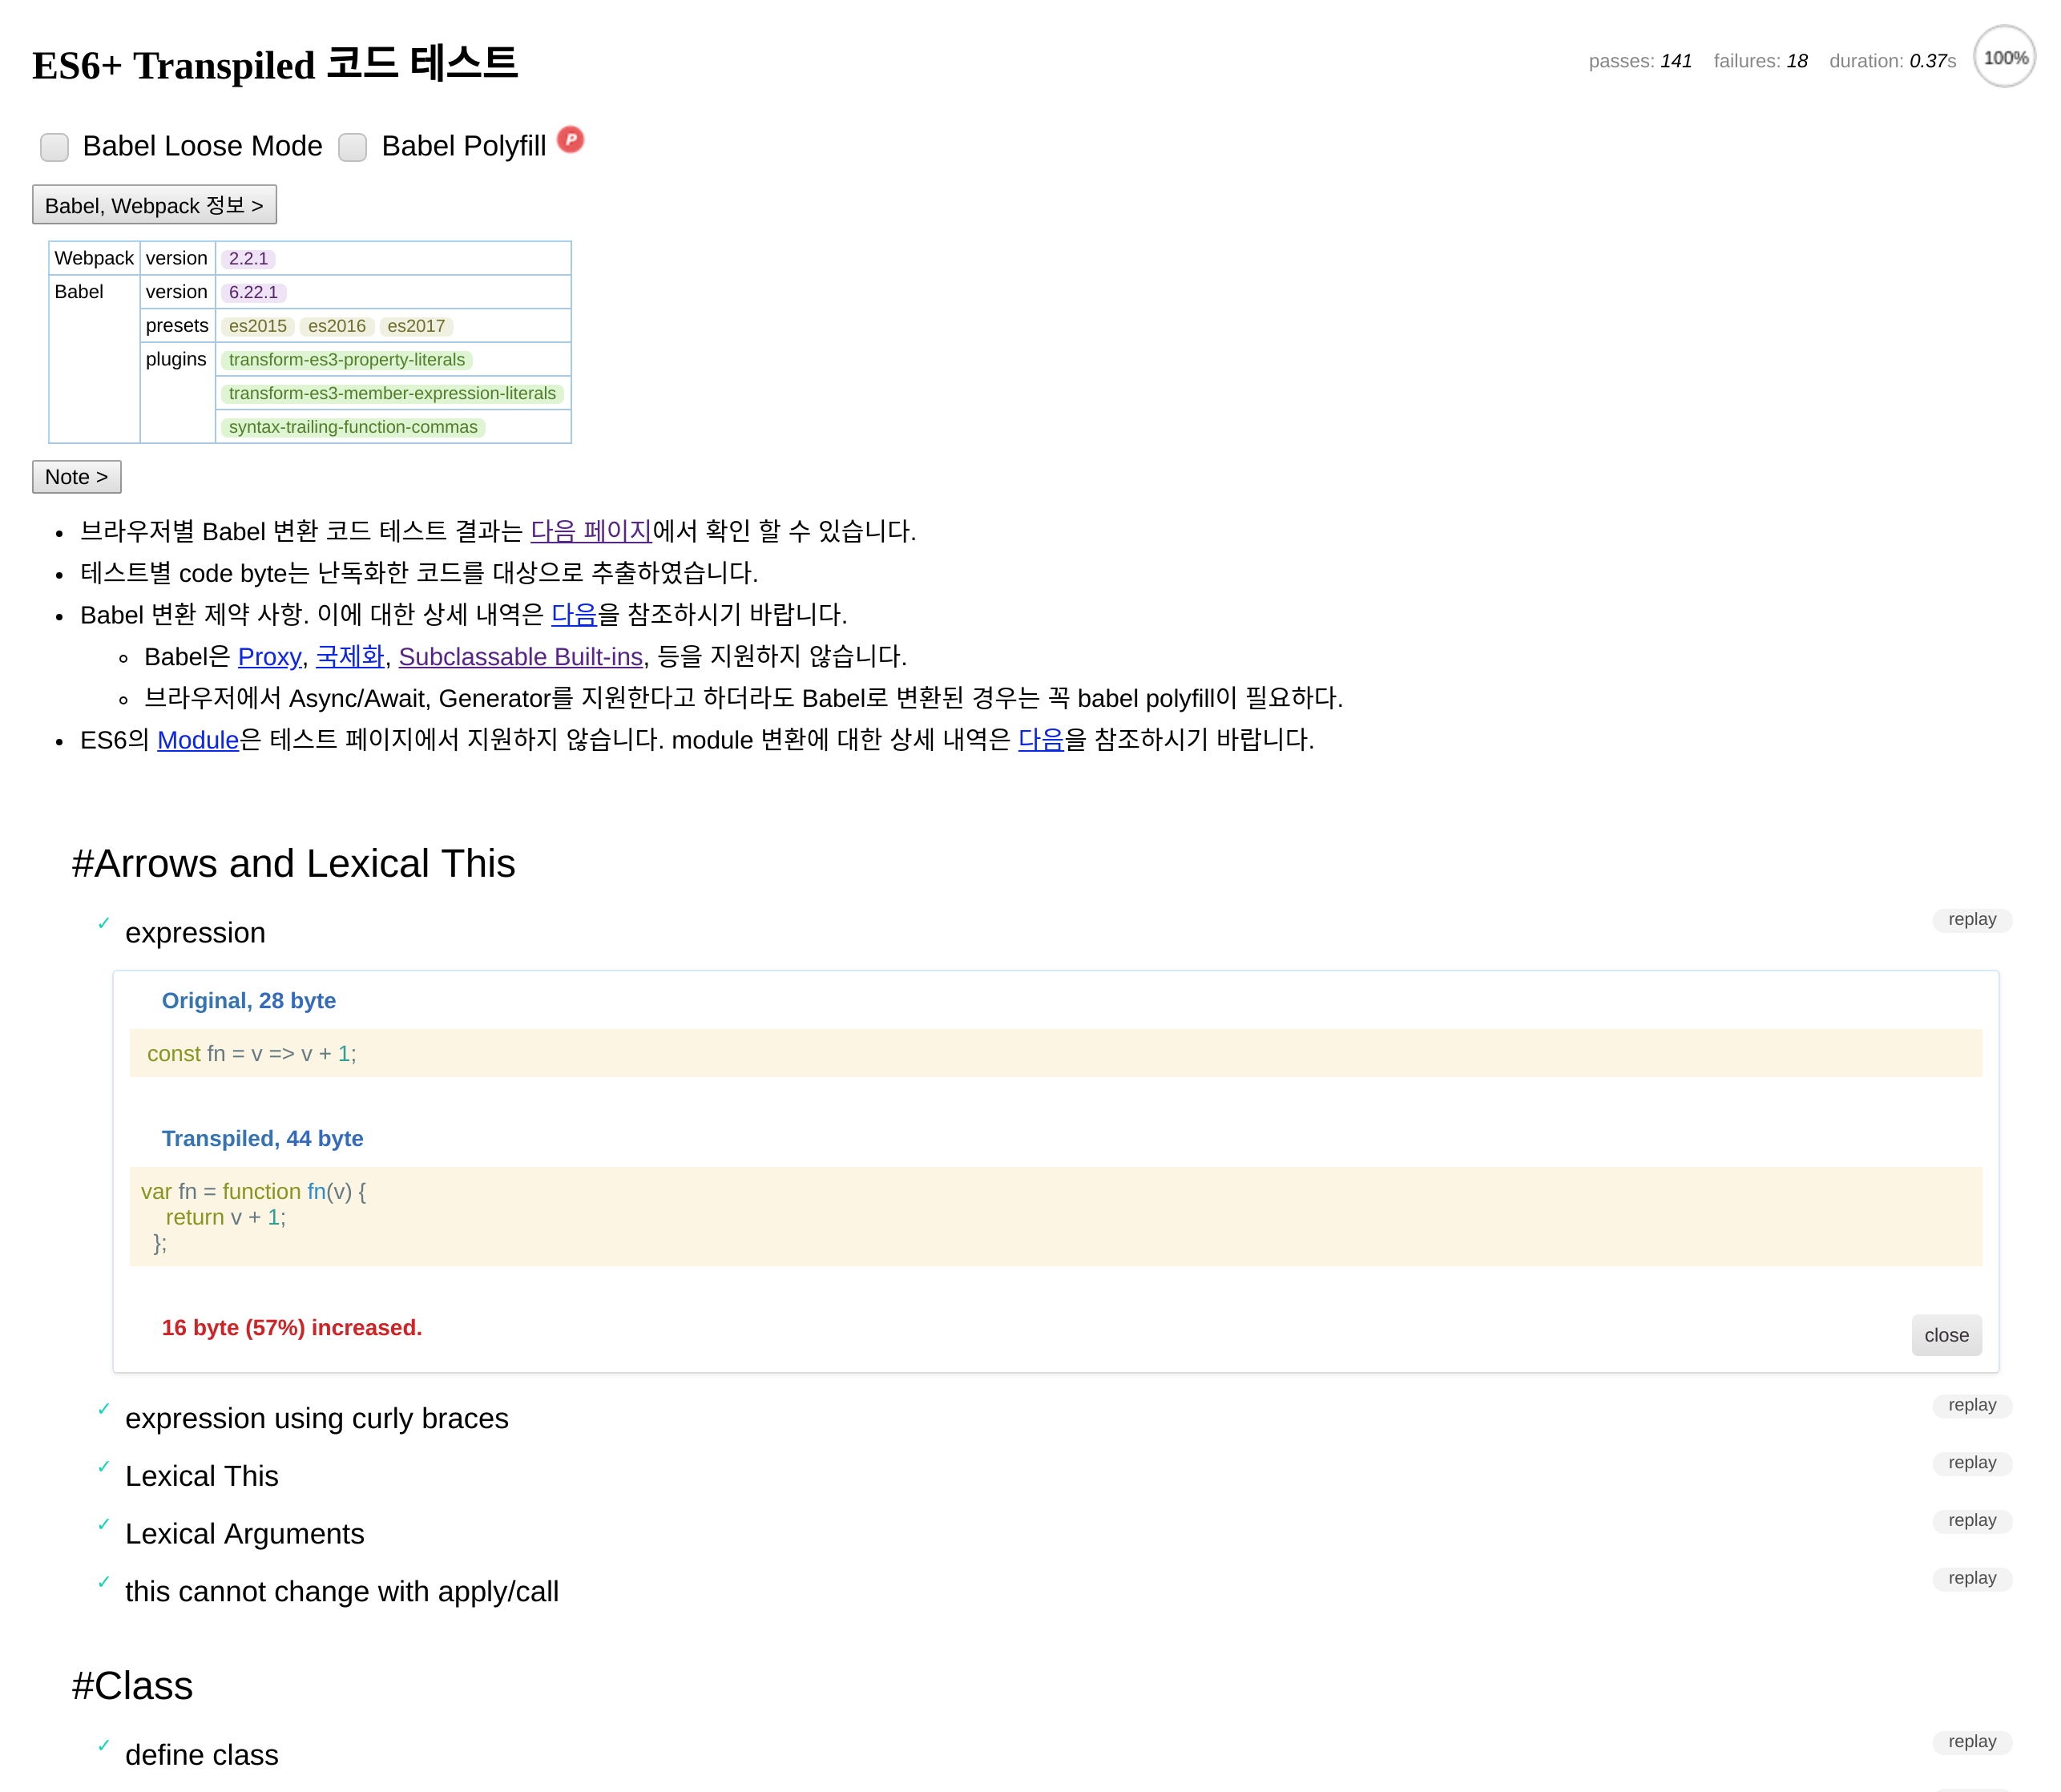 ES6+ Transpiled 코드 테스트
passes: 141 failures: 18 duration: 0.37s 100%
Babel Loose Mode Babel Polyfill P
Babel, Webpack 정보 >
Webpack version 2.2.1
Babel version 6.22.1
presets es2015 es2016 es2017
plugins transform-es3-property-literals
transform-es3-member-expression-literals
syntax-trailing-function-commas
Note >
• 브라우저별 Babel 변환 코드 테스트 결과는 다음 페이지에서 확인 할 수 있습니다.
• 테스트별 code byte는 난독화한 코드를 대상으로 추출하였습니다.
• Babel 변환 제약 사항. 이에 대한 상세 내역은 다음을 참조하시기 바랍니다.
◦ Babel은 Proxy, 국제화, Subclassable Built-ins, 등을 지원하지 않습니다.
◦ 브라우저에서 Async/Await, Generator를 지원한다고 하더라도 Babel로 변환된 경우는 꼭 babel polyfill이 필요하다.
• ES6의 Module은 테스트 페이지에서 지원하지 않습니다. module 변환에 대한 상세 내역은 다음을 참조하시기 바랍니다.
#Arrows and Lexical This
✓ expression replay
Original, 28 byte
const fn = v => v + 1;
Transpiled, 44 byte
var fn = function fn(v) {
return v + 1;
};
16 byte (57%) increased.
close
✓ expression using curly braces replay
✓ Lexical This replay
✓ Lexical Arguments replay
✓ this cannot change with apply/call replay
#Class
✓ define class replay